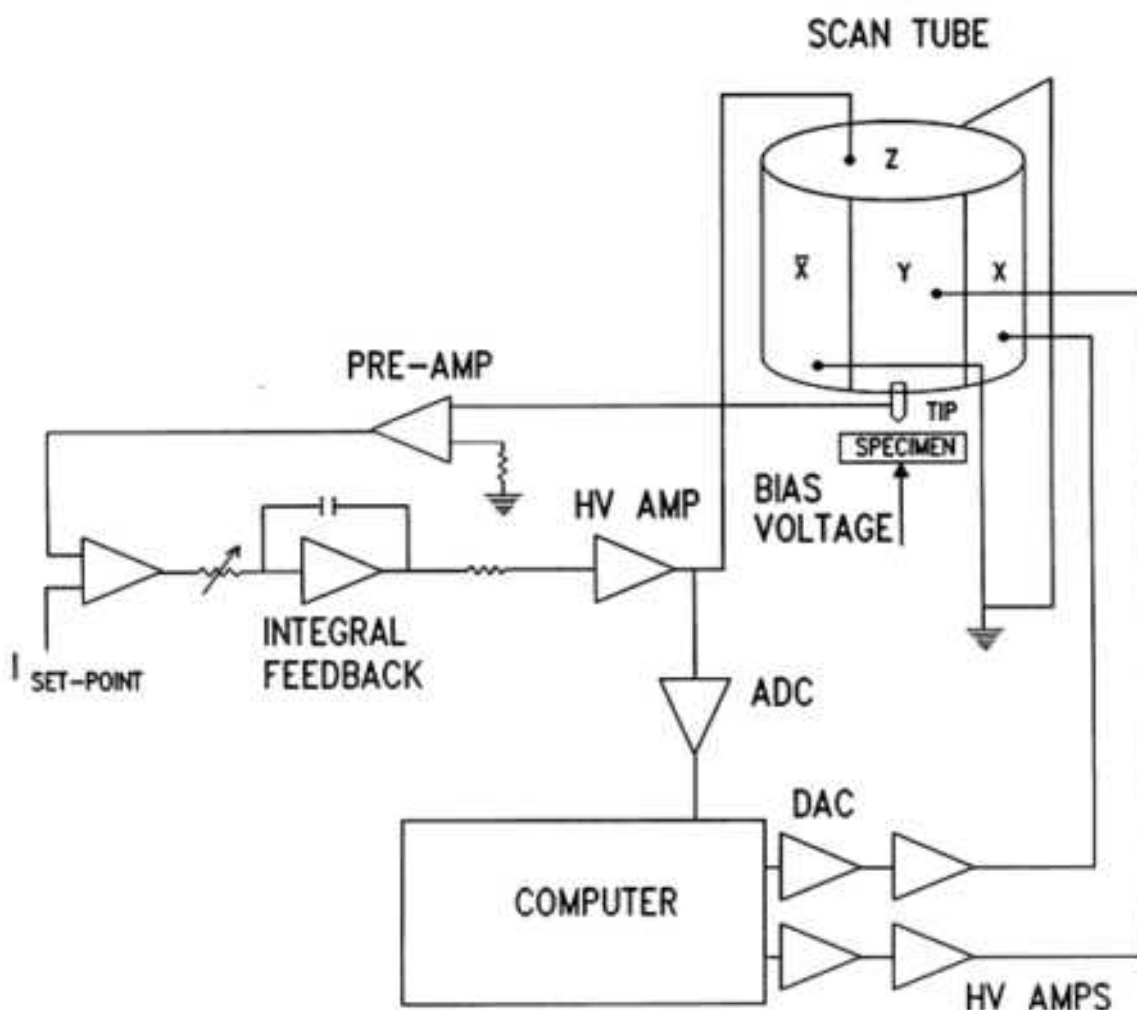 SCAN TUBE
Z
X̅
Y
X
PRE-AMP
TIP
SPECIMEN
HV AMP
BIAS
VOLTAGE
INTEGRAL
FEEDBACK
I SET-POINT
ADC
DAC
COMPUTER
HV AMPS